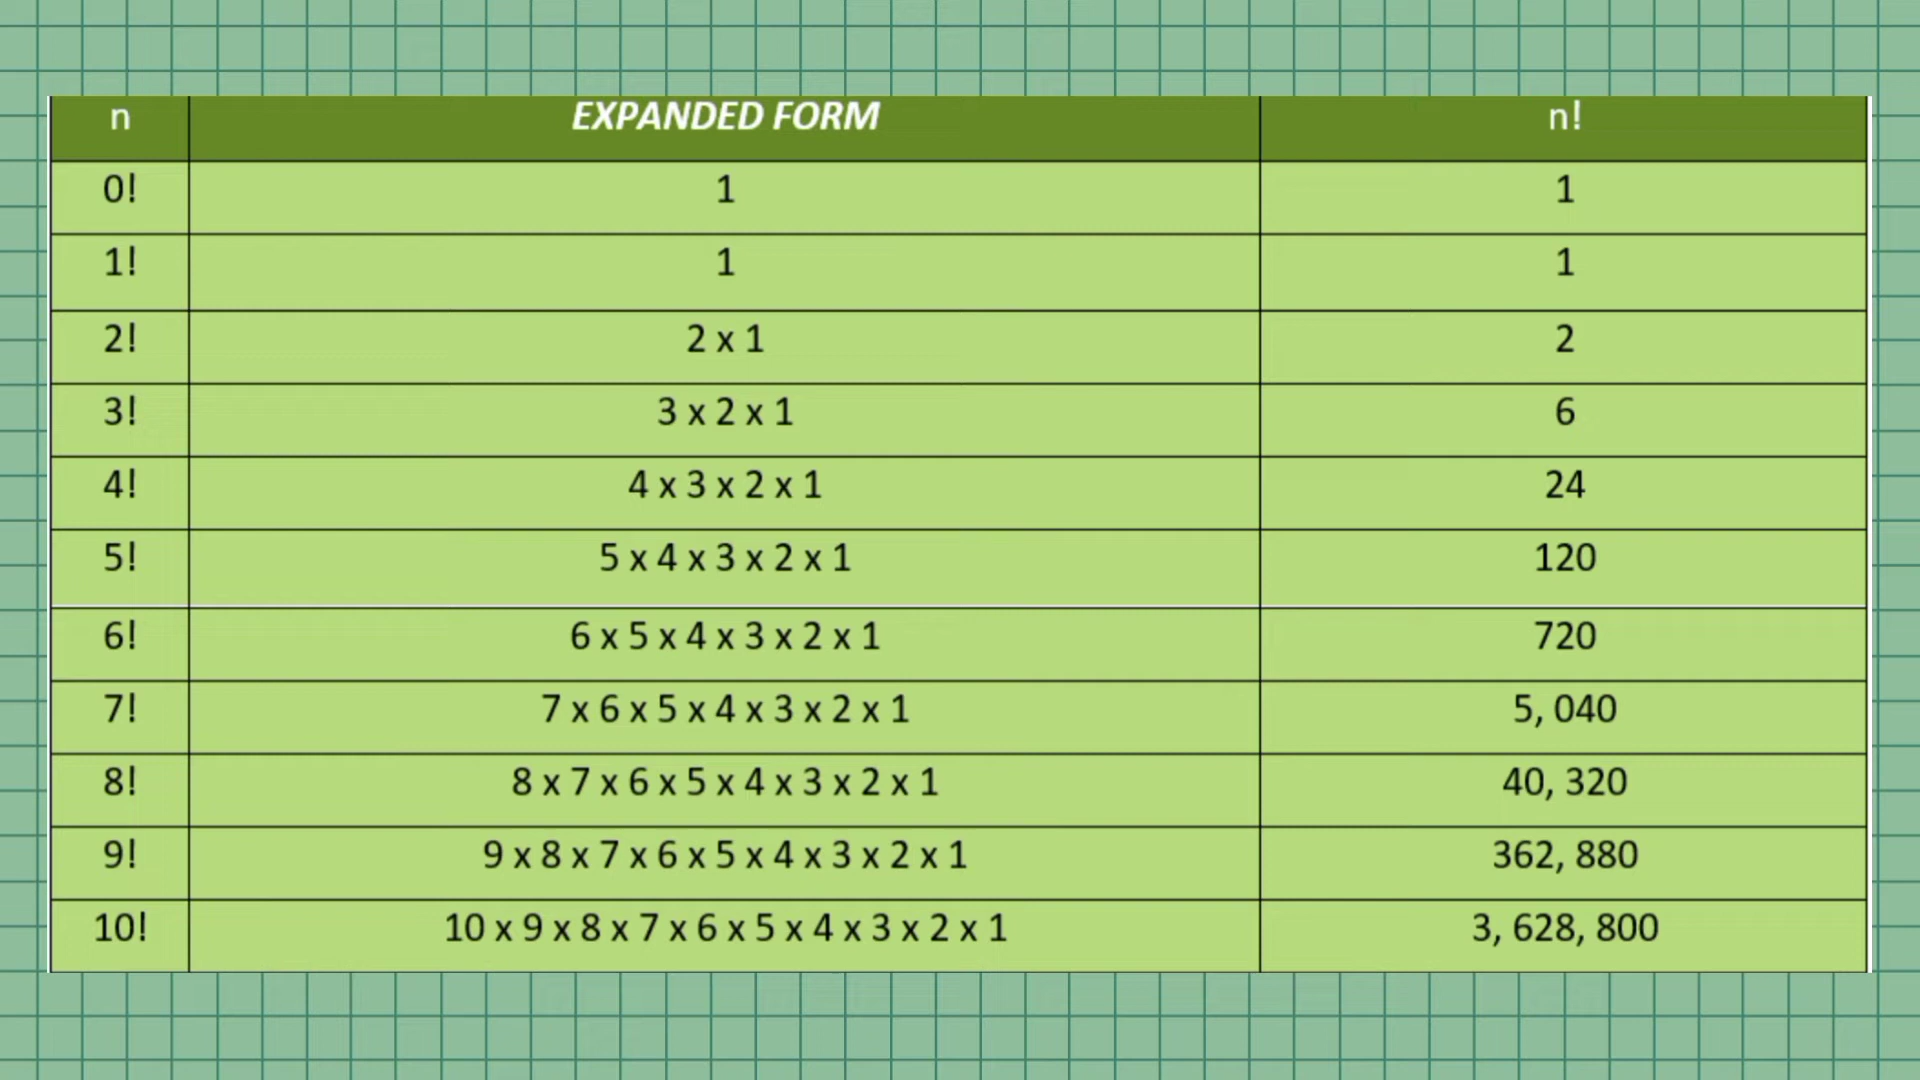 n EXPANDED FORM n!
0! 1 1
1! 1 1
2! 2 x 1 2
3! 3 x 2 x 1 6
4! 4 x 3 x 2 x 1 24
5! 5 x 4 x 3 x 2 x 1 120
6! 6 x 5 x 4 x 3 x 2 x 1 720
7! 7 x 6 x 5 x 4 x 3 x 2 x 1 5, 040
8! 8 x 7 x 6 x 5 x 4 x 3 x 2 x 1 40, 320
9! 9 x 8 x 7 x 6 x 5 x 4 x 3 x 2 x 1 362, 880
10! 10 x 9 x 8 x 7 x 6 x 5 x 4 x 3 x 2 x 1 3, 628, 800